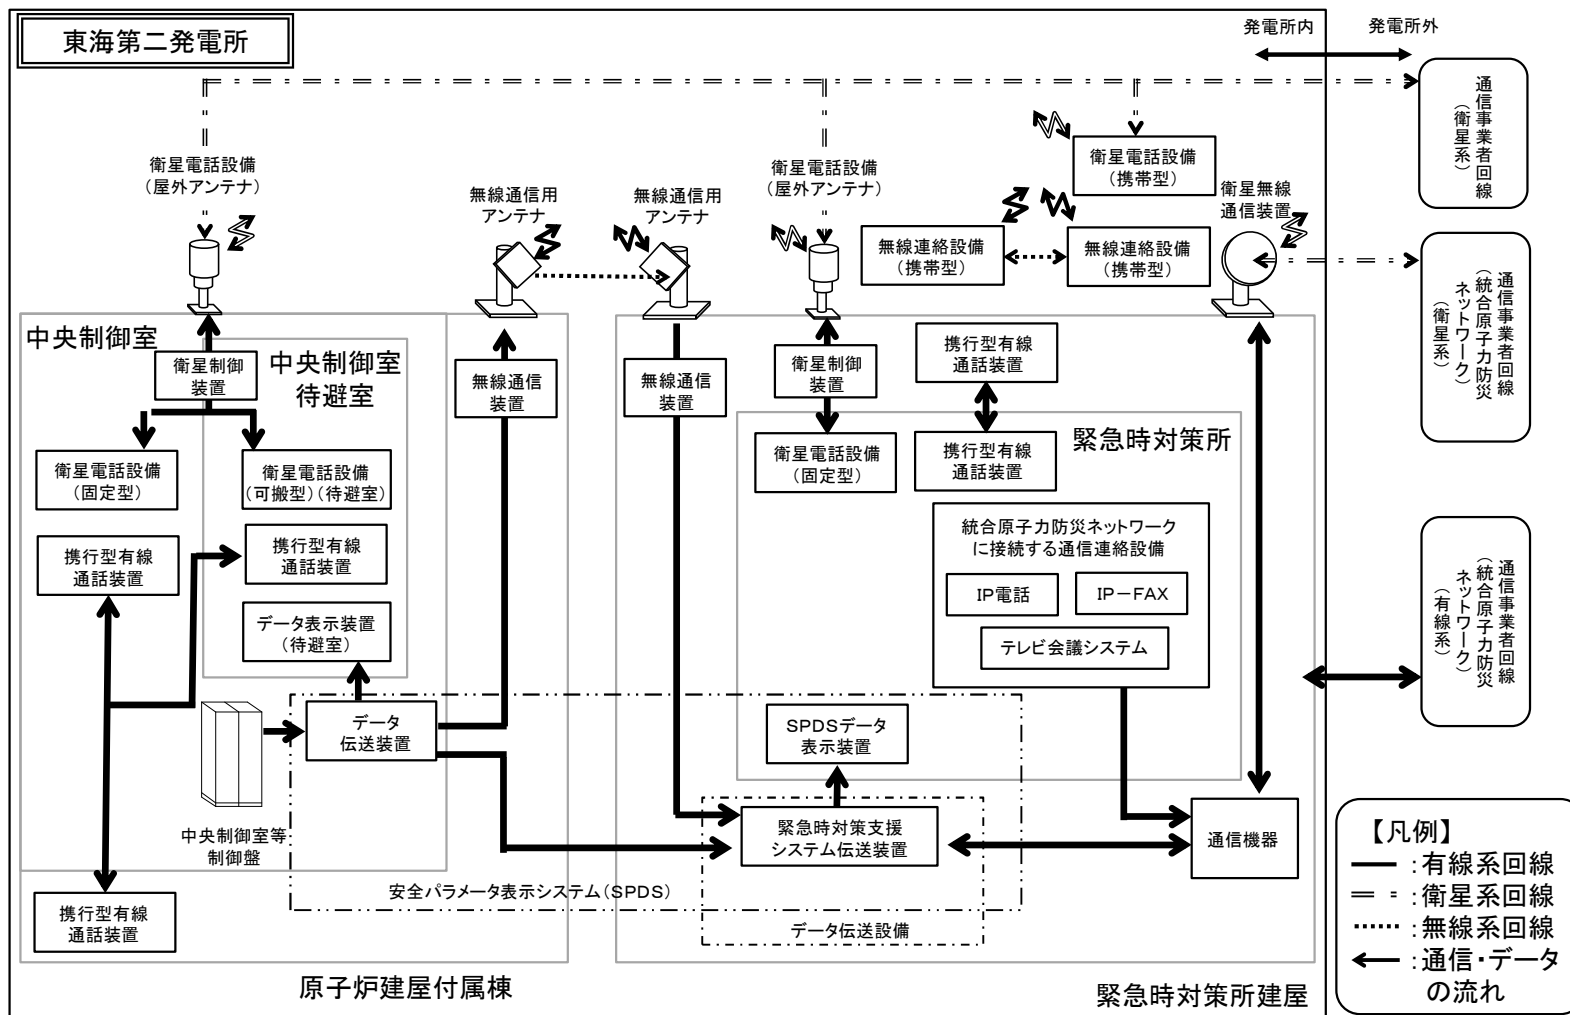 東海第二発電所
発電所内
発電所外
通信事業者回線
(衛星系)
衛星電話設備
(屋外アンテナ)
無線通信用
アンテナ
無線通信用
アンテナ
衛星電話設備
(屋外アンテナ)
衛星電話設備
(携帯型)
無線連絡設備
(携帯型)
無線連絡設備
(携帯型)
衛星無線
通信装置
通信事業者回線
(統合原子力防災
ネットワーク)
(衛星系)
中央制御室
衛星制御
装置
中央制御室
待避室
無線通信
装置
無線通信
装置
衛星制御
装置
携行型有線
通話装置
緊急時対策所
衛星電話設備
(固定型)
衛星電話設備
(可搬型)(待避室)
衛星電話設備
(固定型)
携行型有線
通話装置
携行型有線
通話装置
携行型有線
通話装置
統合原子力防災ネットワーク
に接続する通信連絡設備
IP電話
IP-FAX
テレビ会議システム
通信事業者回線
(統合原子力防災
ネットワーク)
(有線系)
データ表示装置
(待避室)
データ
伝送装置
SPDSデータ
表示装置
中央制御室等
制御盤
緊急時対策支援
システム伝送装置
通信機器
安全パラメータ表示システム(SPDS)
データ伝送設備
携行型有線
通話装置
原子炉建屋付属棟
緊急時対策所建屋
【凡例】
:有線系回線
:衛星系回線
:無線系回線
:通信・データ
の流れ